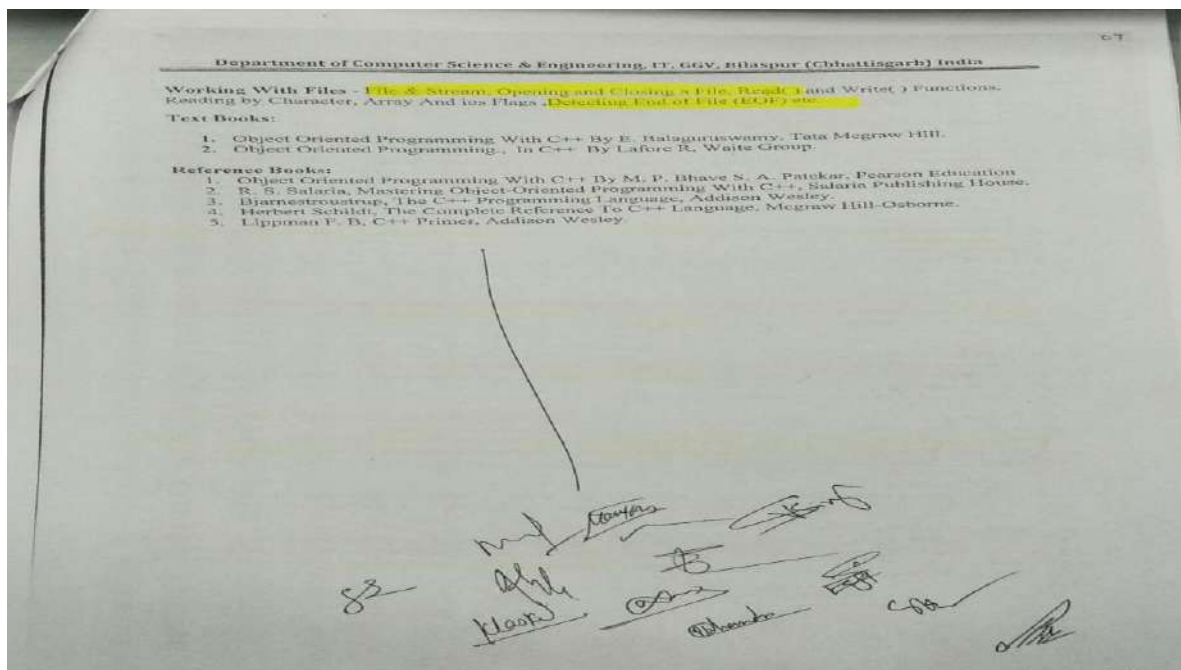 07
Department of Computer Science & Engineering, IT, GGV, Bilaspur (Chhattisgarh) India
Working With Files - File & Stream, Opening and Closing a File, Read( ) and Write( ) Functions.
Reading by Character, Array And ios Flags ,Detecting End of File (EOF) etc
Text Books:
1. Object Oriented Programming With C++ By E. Balaguruswamy. Tata Mcgraw Hill.
2. Object Oriented Programming., In C++ By Lafore R, Waite Group.
Reference Books:
1. Object Oriented Programming With C++ By M. P. Bhave S. A. Patekar, Pearson Education
2. R. S. Salaria, Mastering Object-Oriented Programming With C++, Salaria Publishing House.
3. Bjarnestroustrup, The C++ Programming Language, Addison Wesley.
4. Herbert Schildt, The Complete Reference To C++ Language, Mcgraw Hill-Osborne.
5. Lippman F. B, C++ Primer, Addison Wesley